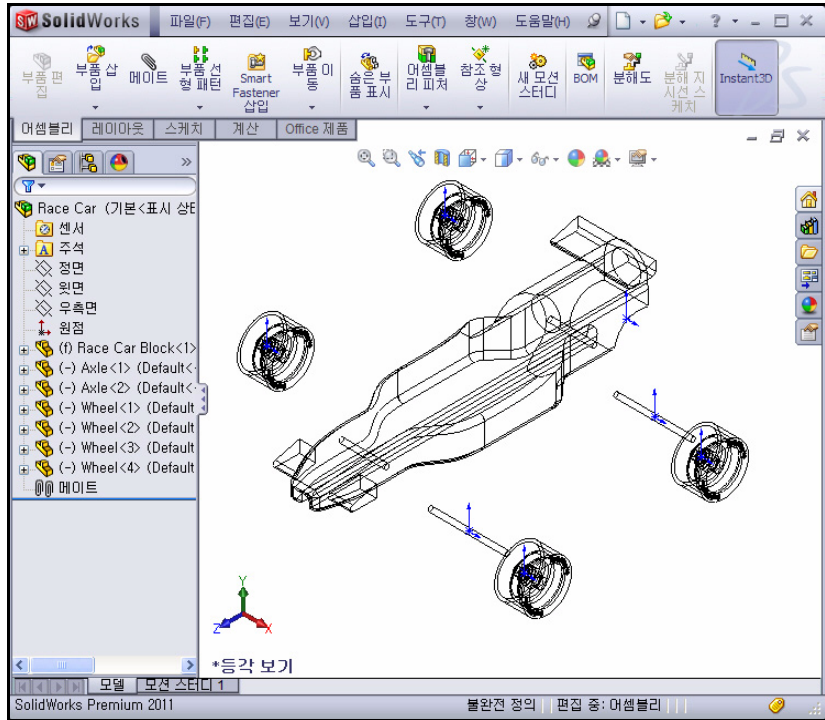 SolidWorks 파일(F) 편집(E) 보기(V) 삽입(I) 도구(T) 창(W) 도움말(H)
부품 편집
부품 삽입
메이트
부품 선형 패턴
Smart Fastener 삽입
부품 이동
숨은 부품 표시
어셈블리 피처
참조 형상
새 모션 스터디
BOM
분해도
분해 지시선 스케치
Instant3D
어셈블리 레이아웃 스케치 계산 Office 제품
Race Car (기본<표시 상태
센서
주석
정면
윗면
우측면
원점
(f) Race Car Block<1>
(-) Axle<1> (Default<
(-) Axle<2> (Default<
(-) Wheel<1> (Default
(-) Wheel<2> (Default
(-) Wheel<3> (Default
(-) Wheel<4> (Default
메이트
Y
Z
X
*등각 보기
모델 모션 스터디 1
SolidWorks Premium 2011 불완전 정의 편집 중: 어셈블리